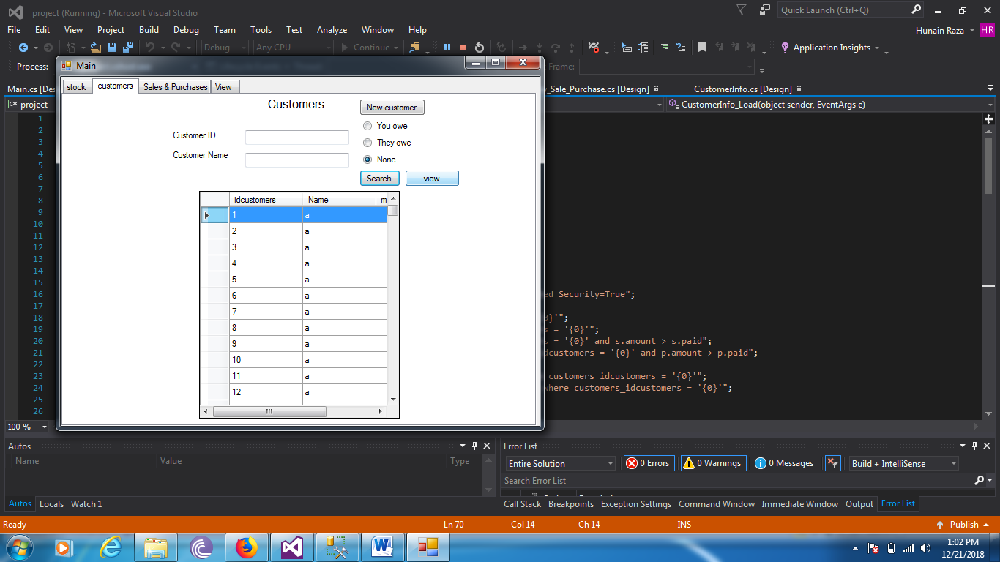 project (Running) - Microsoft Visual Studio
Quick Launch (Ctrl+Q)
File Edit View Project Build Debug Team Tools Test Analyze Window Help
Hunain Raza HR
Debug Any CPU Continue Application Insights
Process: Frame:
Main.cs [Des _Sale_Purchase.cs [Design] CustomerInfo.cs [Design]
C# project CustomerInfo_Load(object sender, EventArgs e)
Main
stock customers Sales & Purchases View
Customers
New customer
You owe
Customer ID
They owe
Customer Name
None
Search view
idcustomers Name m
1 a
2 a
3 a
4 a
5 a
6 a
7 a
8 a
9 a
10 a
11 a
12 a
1
2
3
4
5
6
7
8
9
10
11
12
13
14
15
16
17
18
19
20
21
22
23
24
25
26
ed Security=True";
0}'";
s = '{0}'";
s = '{0}' and s.amount > s.paid";
dcustomers = '{0}' and p.amount > p.paid";
customers_idcustomers = '{0}'";
where customers_idcustomers = '{0}'";
100 %
Autos
Name Value Type
Autos Locals Watch 1
Error List
Entire Solution 0 Errors 0 Warnings 0 Messages Build + IntelliSense
Search Error List
Call Stack Breakpoints Exception Settings Command Window Immediate Window Output Error List
Ready Ln 70 Col 14 Ch 14 INS Publish
1:02 PM
12/21/2018